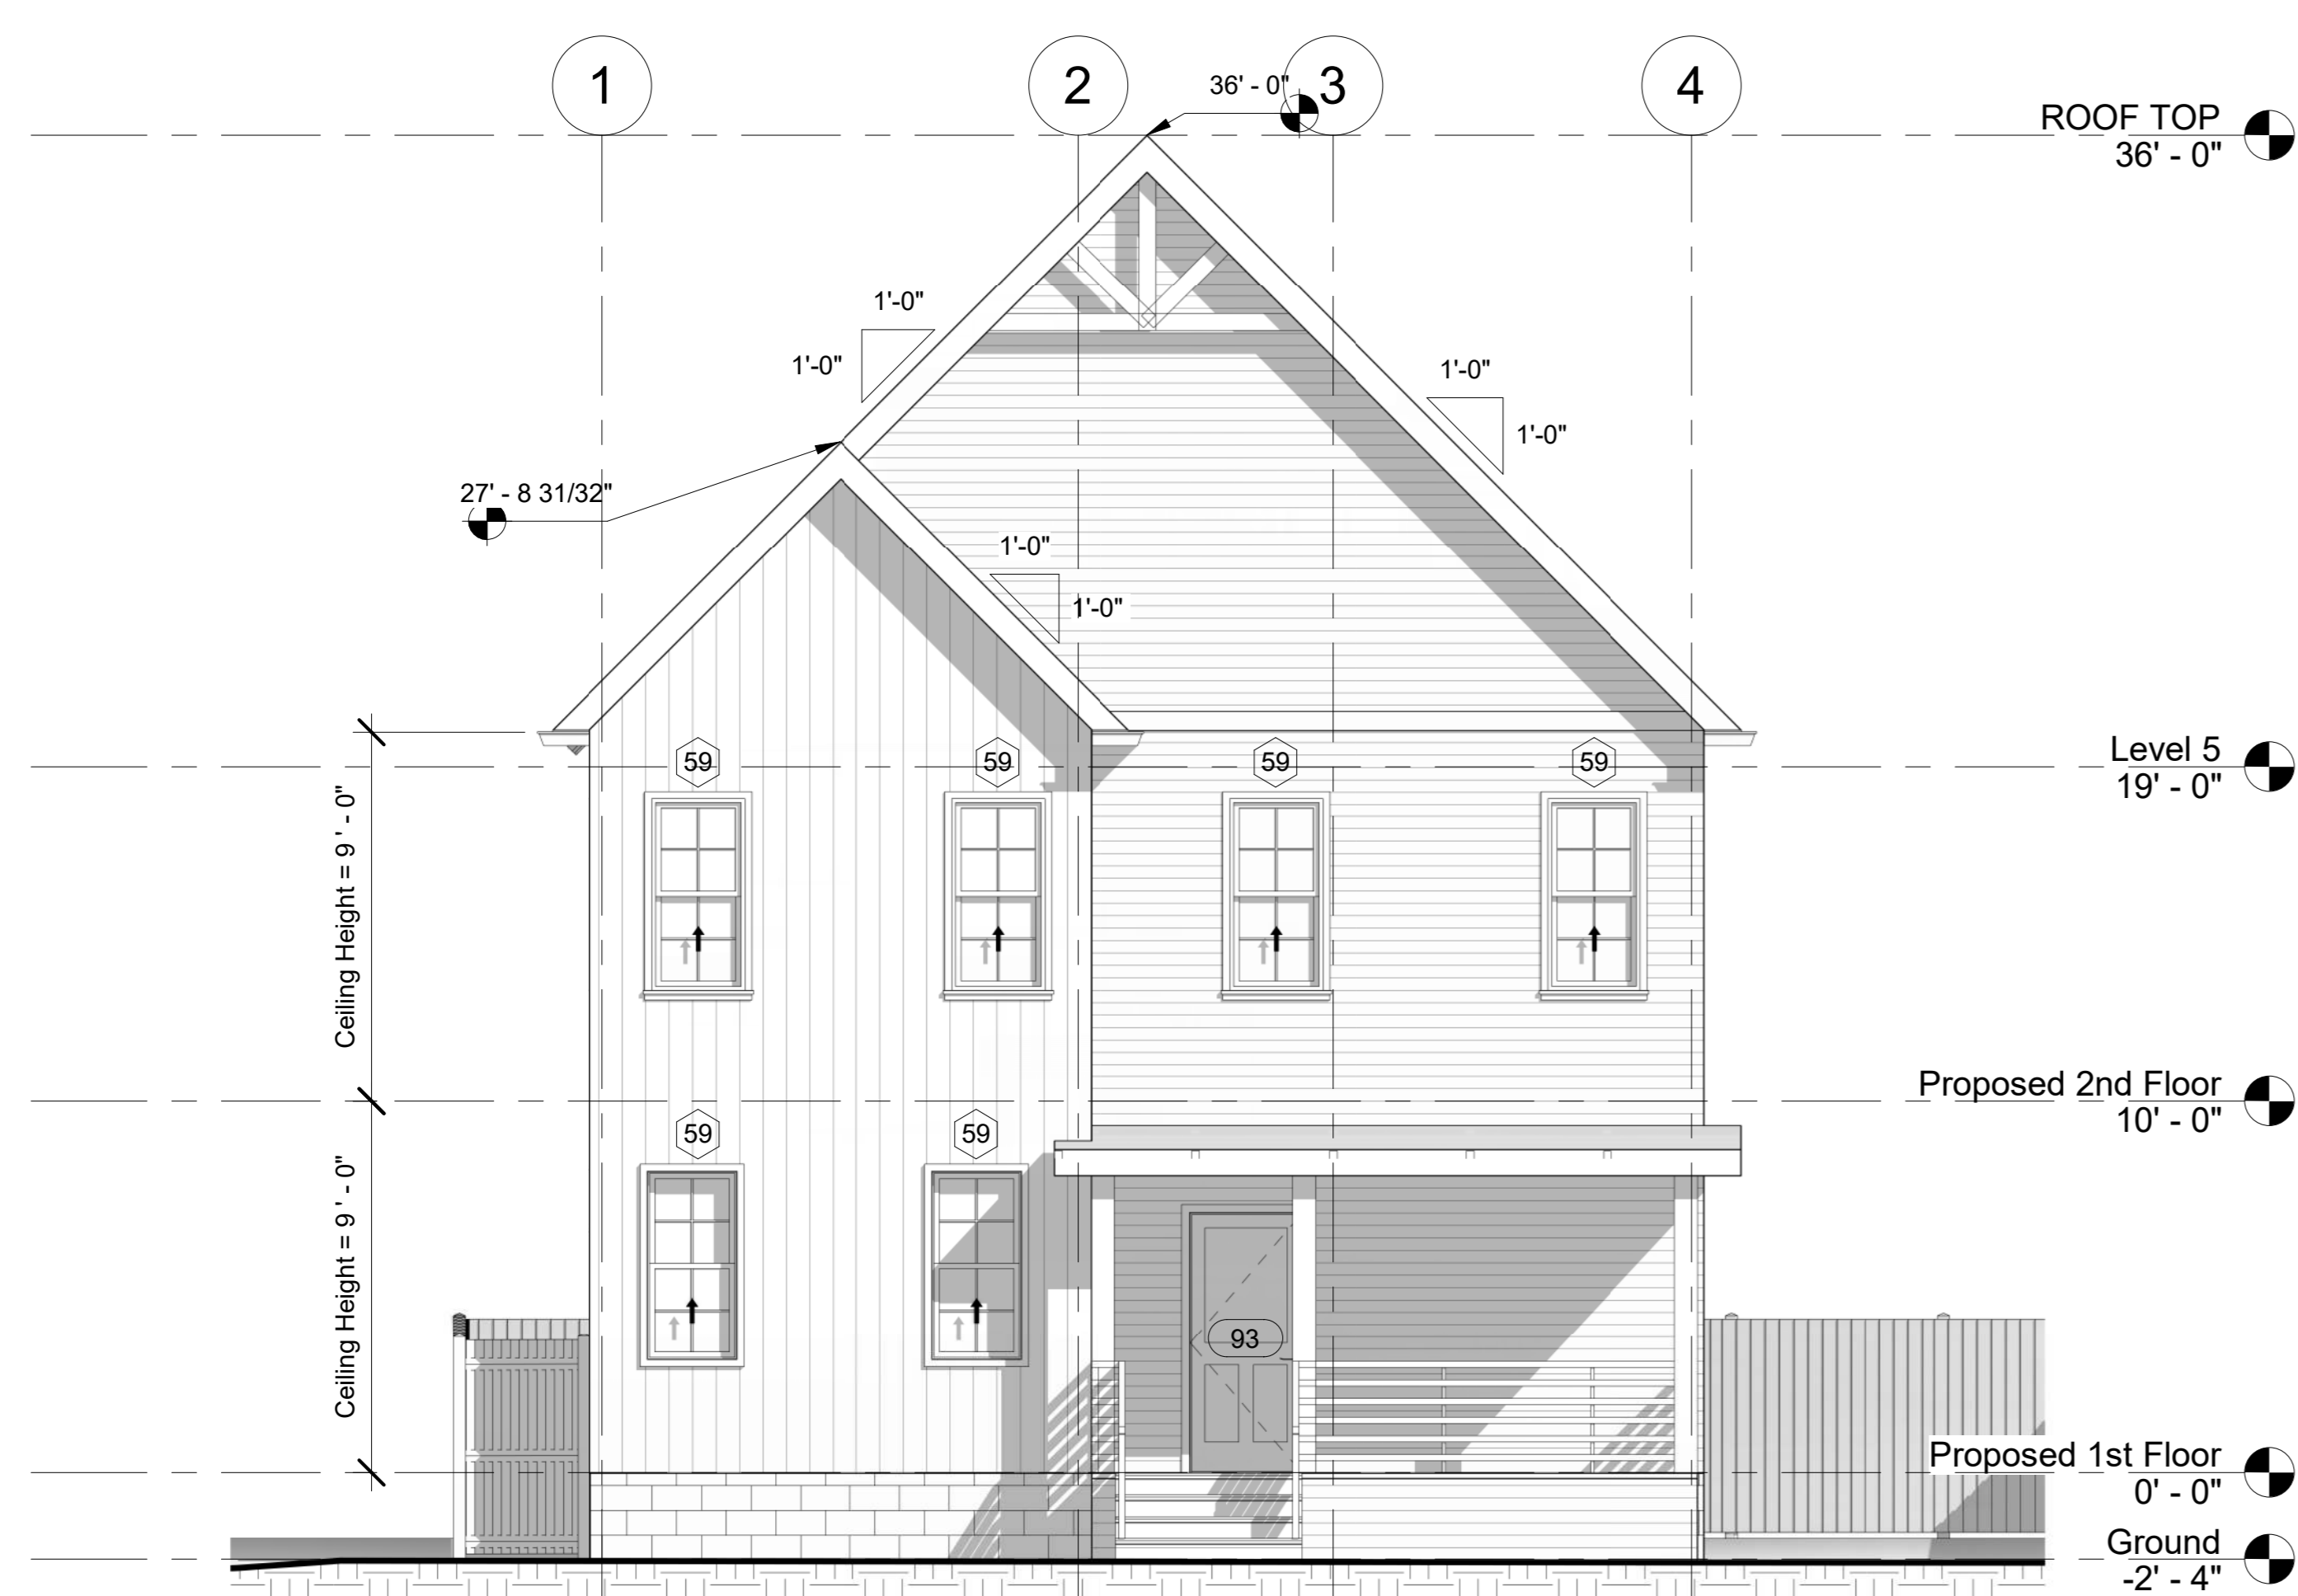 1
2
3
4
36' - 0"
ROOF TOP
36' - 0"
1'-0"
1'-0"
1'-0"
1'-0"
27' - 8 31/32"
1'-0"
1'-0"
59
59
59
59
Level 5
19' - 0"
Ceiling Height = 9 ' - 0"
Proposed 2nd Floor
10' - 0"
59
59
Ceiling Height = 9 ' - 0"
93
Proposed 1st Floor
0' - 0"
Ground
-2' - 4"